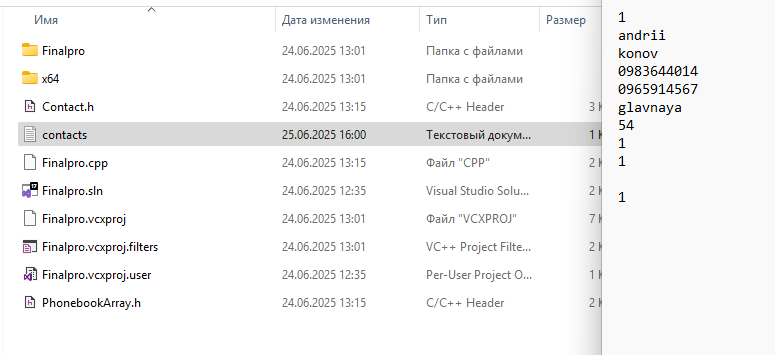 Имя Дата изменения Тип Размер
Finalpro 24.06.2025 13:01 Папка с файлами
x64 24.06.2025 13:01 Папка с файлами
Contact.h 24.06.2025 13:15 C/C++ Header 3
contacts 25.06.2025 16:00 Текстовый докум... 1
Finalpro.cpp 24.06.2025 13:15 Файл "CPP" 2
Finalpro.sln 24.06.2025 12:35 Visual Studio Solu... 2
Finalpro.vcxproj 24.06.2025 13:01 Файл "VCXPROJ" 7
Finalpro.vcxproj.filters 24.06.2025 13:01 VC++ Project Filte... 2
Finalpro.vcxproj.user 24.06.2025 12:35 Per-User Project O... 1
PhonebookArray.h 24.06.2025 13:15 C/C++ Header 2
1
andrii
konov
0983644014
0965914567
glavnaya
54
1
1
1